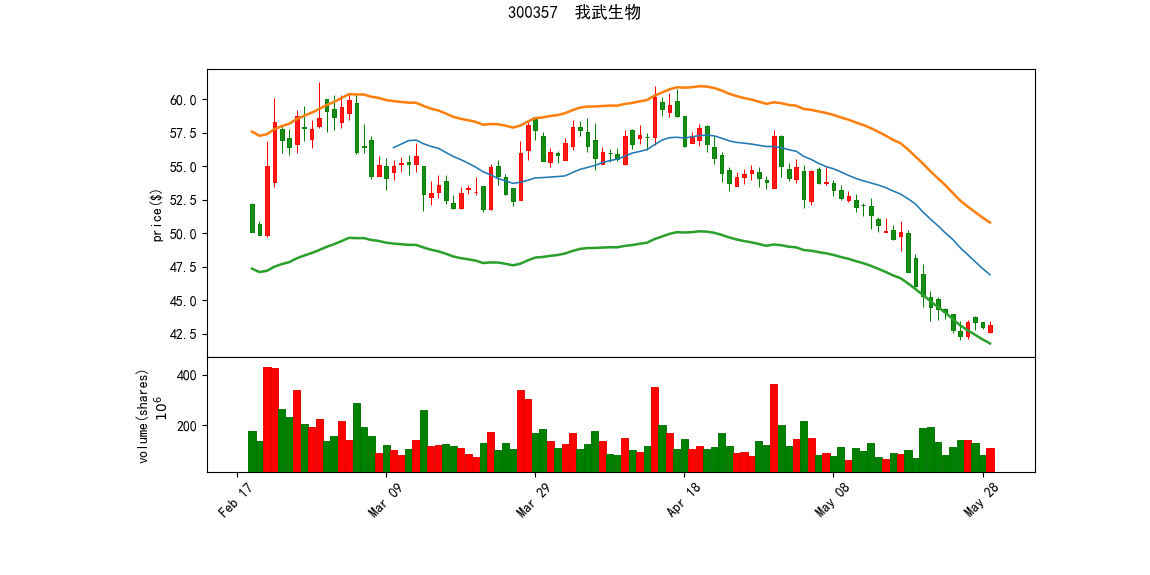 300357 我武生物
60.0
57.5
55.0
52.5
50.0
47.5
45.0
42.5
price($)
400
200
volume(shares)
10^6
Feb 17
Mar 09
Mar 29
Apr 18
May 08
May 28